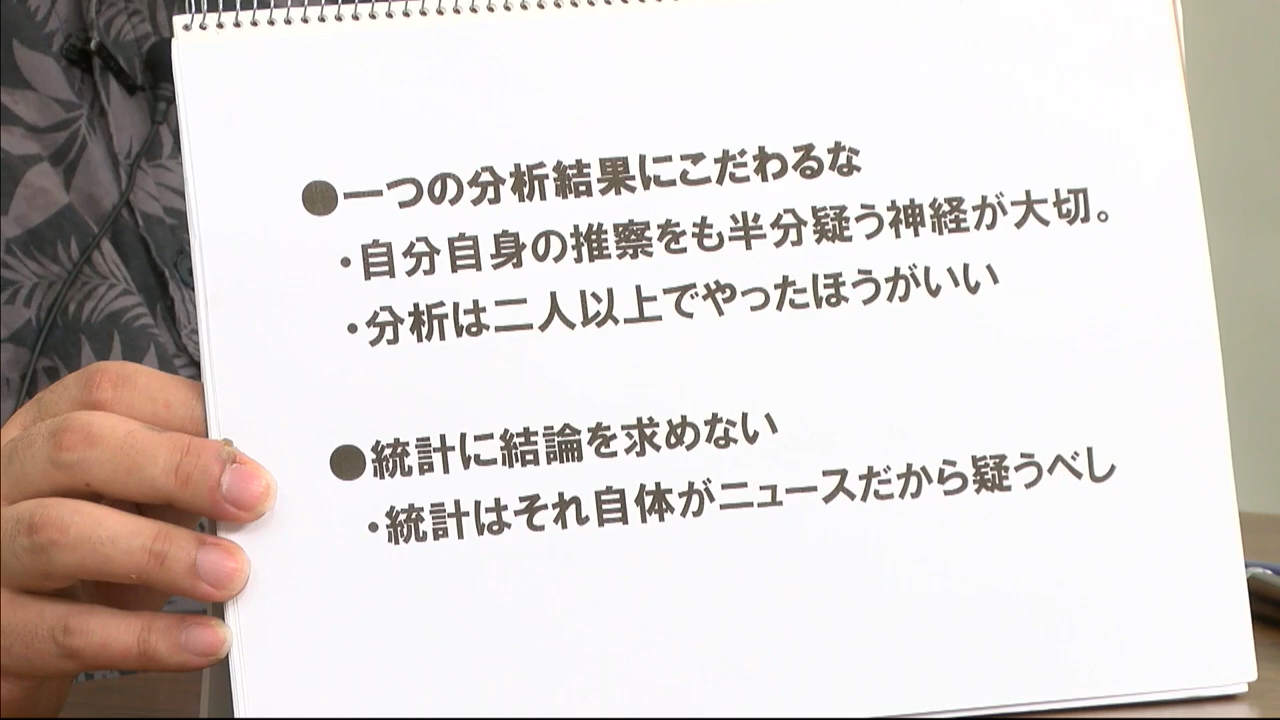 ●一つの分析結果にこだわるな
・自分自身の推察をも半分疑う神経が大切。
・分析は二人以上でやったほうがいい
●統計に結論を求めない
・統計はそれ自体がニュースだから疑うべし